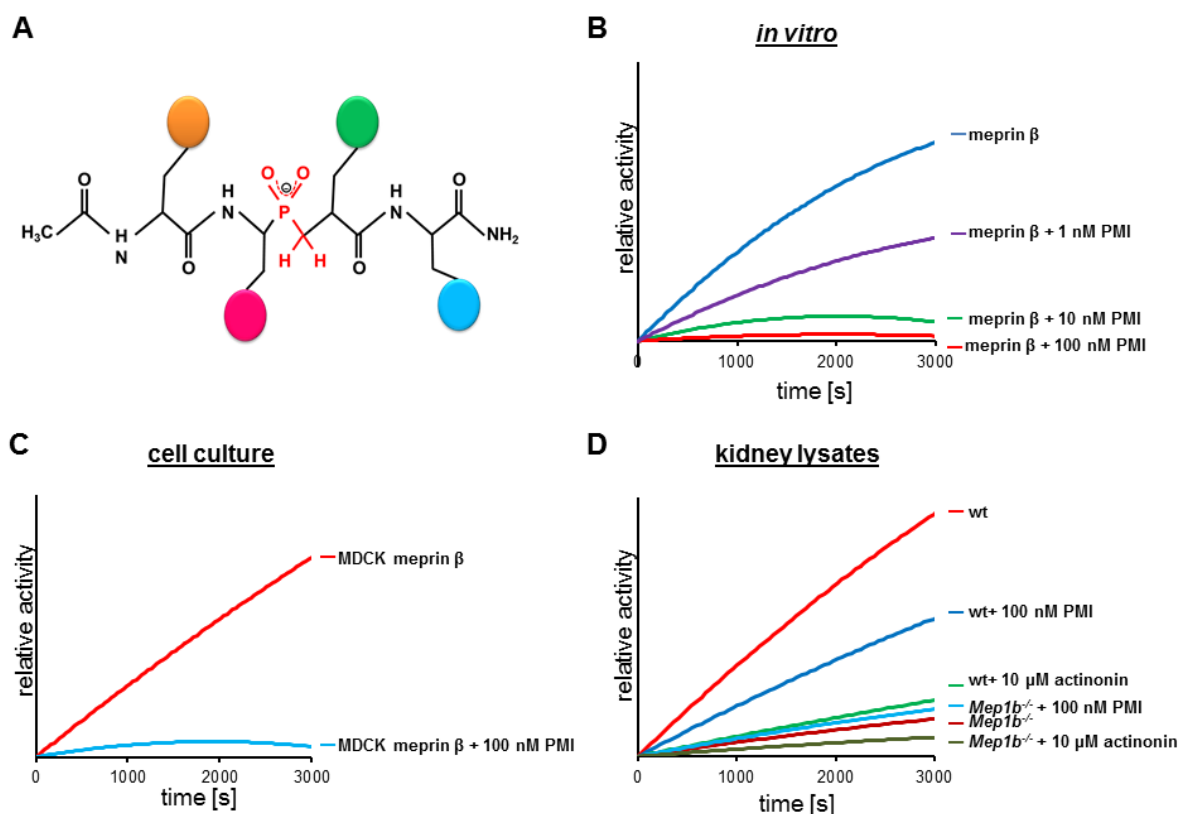 A
O
O
O
⊖
H
N
P
H
N
O
H₃C
H
N
O
H
H
O
NH₂
B
in vitro
relative activity
meprin β
meprin β + 1 nM PMI
meprin β + 10 nM PMI
meprin β + 100 nM PMI
0 1000 2000 3000
time [s]
C
cell culture
relative activity
MDCK meprin β
MDCK meprin β + 100 nM PMI
0 1000 2000 3000
time [s]
D
kidney lysates
relative activity
wt
wt+ 100 nM PMI
wt+ 10 µM actinonin
Mep1b-/- + 100 nM PMI
Mep1b-/-
Mep1b-/- + 10 µM actinonin
0 1000 2000 3000
time [s]